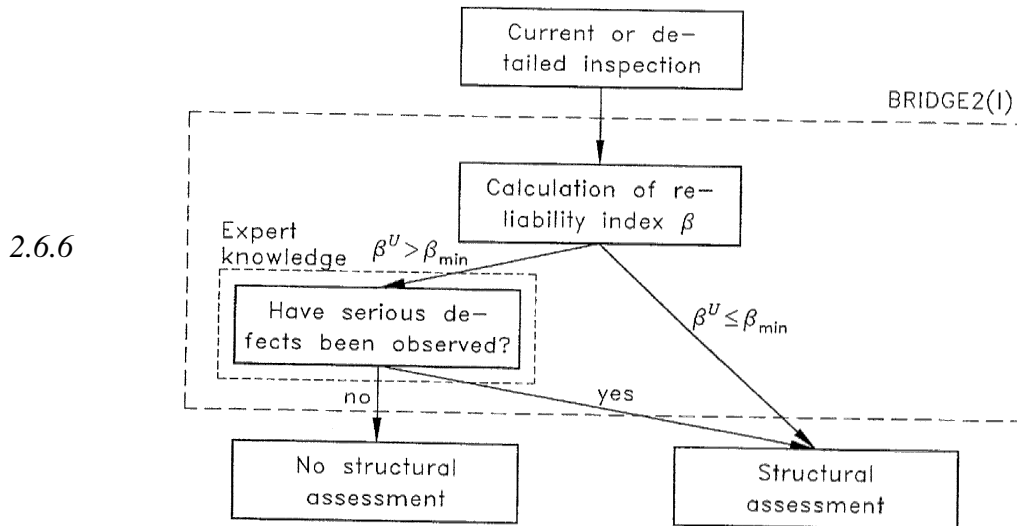 Current or de-
tailed inspection
BRIDGE2(I)
Calculation of re-
liability index β
2.6.6
Expert
knowledge
β^U > β_min
Have serious de-
fects been observed?
β^U ≤ β_min
no
yes
No structural
assessment
Structural
assessment